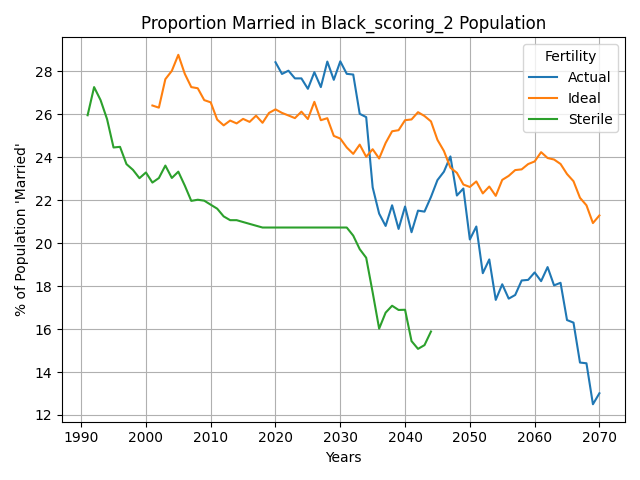 Proportion Married in Black_scoring_2 Population
% of Population 'Married'
28
26
24
22
20
18
16
14
12
Fertility
Actual
Ideal
Sterile
1990 2000 2010 2020 2030 2040 2050 2060 2070
Years